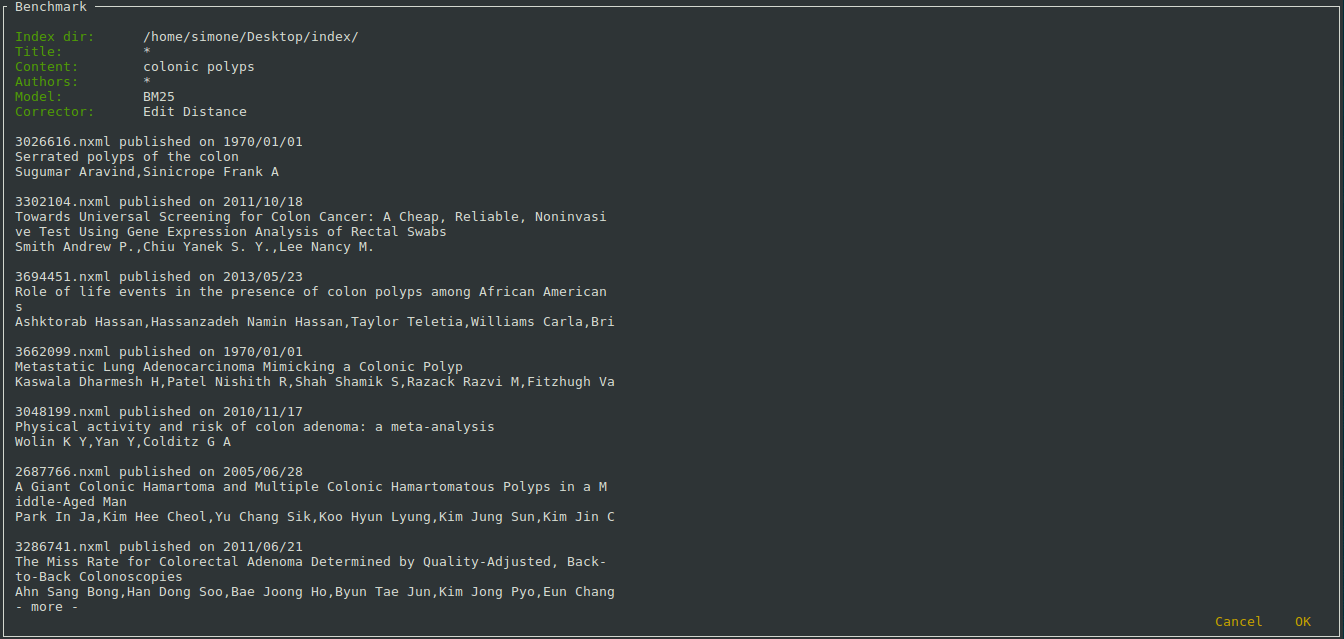 Benchmark
Index dir: /home/simone/Desktop/index/
Title: *
Content: colonic polyps
Authors: *
Model: BM25
Corrector: Edit Distance
3026616.nxml published on 1970/01/01
Serrated polyps of the colon
Sugumar Aravind,Sinicrope Frank A
3302104.nxml published on 2011/10/18
Towards Universal Screening for Colon Cancer: A Cheap, Reliable, Noninvasi
ve Test Using Gene Expression Analysis of Rectal Swabs
Smith Andrew P.,Chiu Yanek S. Y.,Lee Nancy M.
3694451.nxml published on 2013/05/23
Role of life events in the presence of colon polyps among African American
s
Ashktorab Hassan,Hassanzadeh Namin Hassan,Taylor Teletia,Williams Carla,Bri
3662099.nxml published on 1970/01/01
Metastatic Lung Adenocarcinoma Mimicking a Colonic Polyp
Kaswala Dharmesh H,Patel Nishith R,Shah Shamik S,Razack Razvi M,Fitzhugh Va
3048199.nxml published on 2010/11/17
Physical activity and risk of colon adenoma: a meta-analysis
Wolin K Y,Yan Y,Colditz G A
2687766.nxml published on 2005/06/28
A Giant Colonic Hamartoma and Multiple Colonic Hamartomatous Polyps in a M
iddle-Aged Man
Park In Ja,Kim Hee Cheol,Yu Chang Sik,Koo Hyun Lyung,Kim Jung Sun,Kim Jin C
3286741.nxml published on 2011/06/21
The Miss Rate for Colorectal Adenoma Determined by Quality-Adjusted, Back-
to-Back Colonoscopies
Ahn Sang Bong,Han Dong Soo,Bae Joong Ho,Byun Tae Jun,Kim Jong Pyo,Eun Chang
- more -
Cancel OK